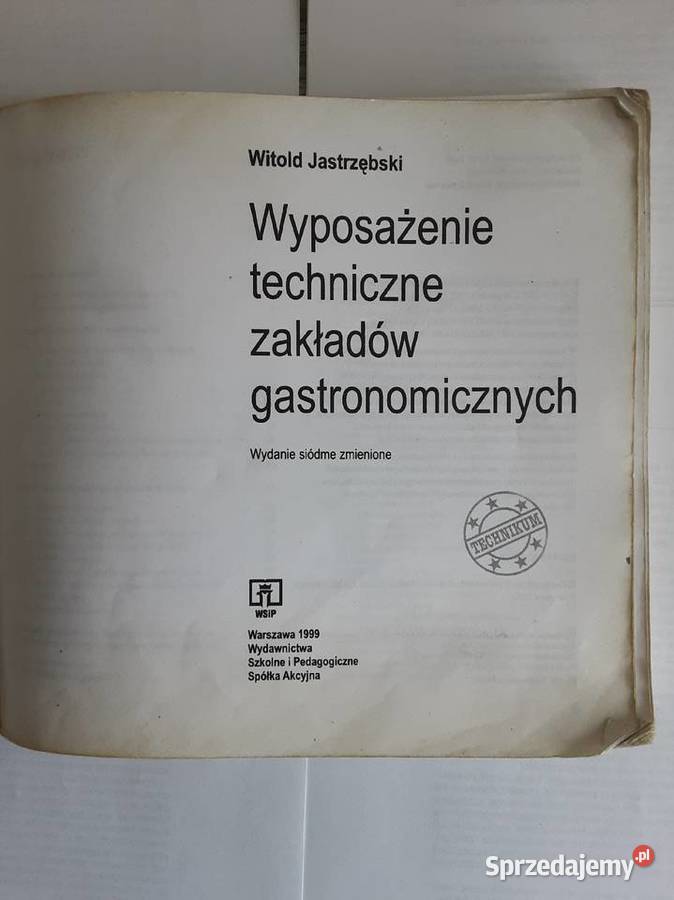 Witold Jastrzębski
Wyposażenie
techniczne
zakładów
gastronomicznych
Wydanie siódme zmienione
TECHNIKUM
WSiP
Warszawa 1999
Wydawnictwa
Szkolne i Pedagogiczne
Spółka Akcyjna
Sprzedajemy.pl